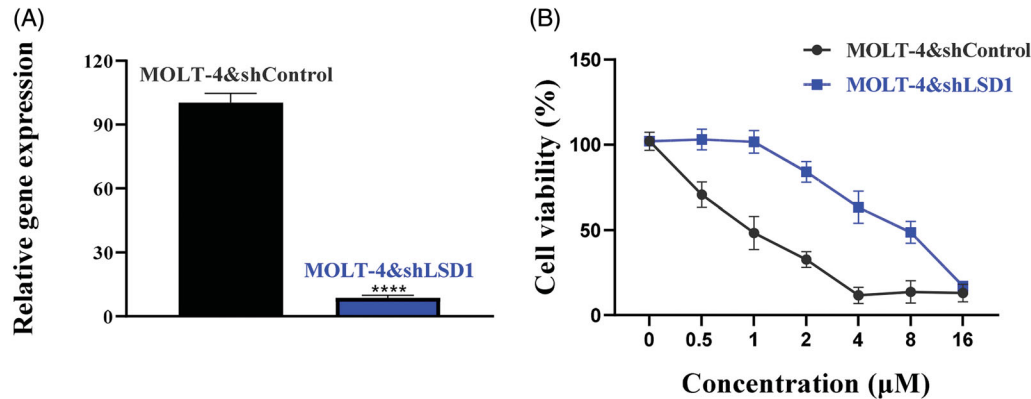 (A)
Relative gene expression
120
90
60
30
0
MOLT-4&shControl
MOLT-4&shLSD1
****
(B)
Cell viability (%)
150
100
50
0
MOLT-4&shControl
MOLT-4&shLSD1
0 0.5 1 2 4 8 16
Concentration (μM)